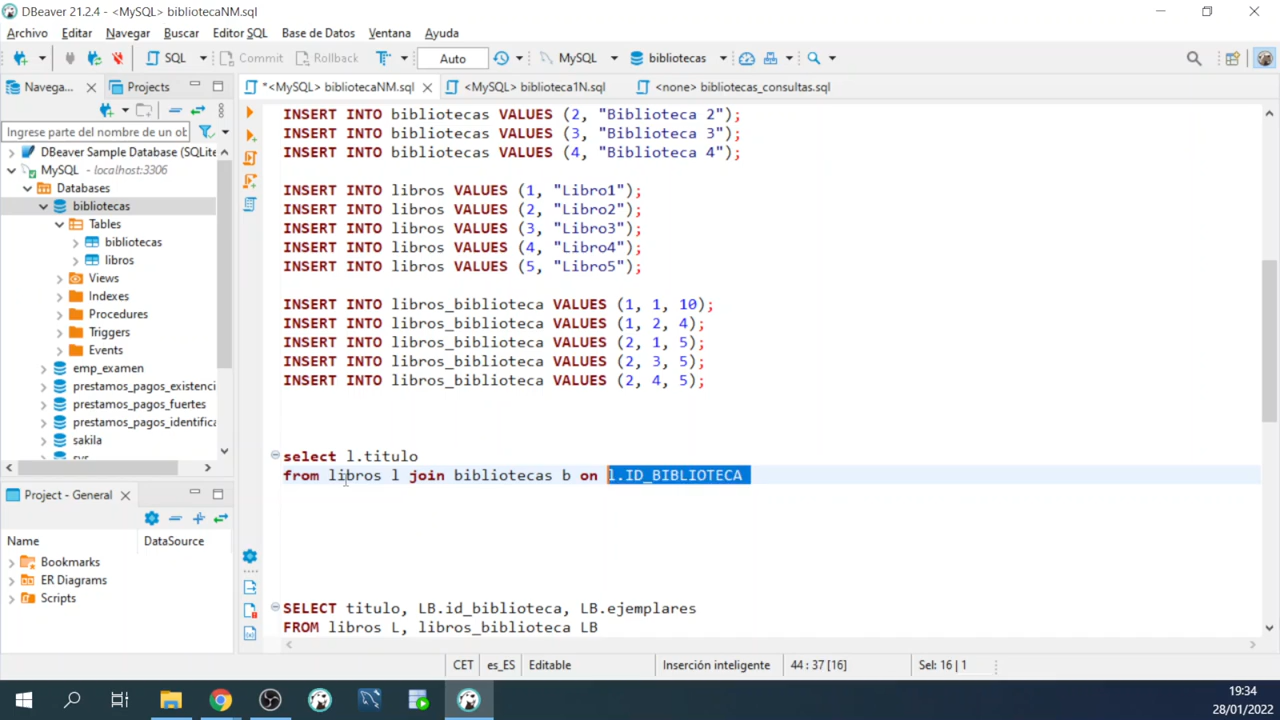 DBeaver 21.2.4 - <MySQL> bibliotecaNM.sql
Archivo Editar Navegar Buscar Editor SQL Base de Datos Ventana Ayuda
SQL Commit Rollback Auto MySQL bibliotecas
Navega... Projects
*<MySQL> bibliotecaNM.sql <MySQL> biblioteca1N.sql <none> bibliotecas_consultas.sql
Ingrese parte del nombre de un ob
DBeaver Sample Database (SQLite
MySQL - localhost:3306
Databases
bibliotecas
Tables
bibliotecas
libros
Views
Indexes
Procedures
Triggers
Events
emp_examen
prestamos_pagos_existenci
prestamos_pagos_fuertes
prestamos_pagos_identifica
sakila
sys
Project - General
Name DataSource
Bookmarks
ER Diagrams
Scripts
INSERT INTO bibliotecas VALUES (2, "Biblioteca 2");
INSERT INTO bibliotecas VALUES (3, "Biblioteca 3");
INSERT INTO bibliotecas VALUES (4, "Biblioteca 4");
INSERT INTO libros VALUES (1, "Libro1");
INSERT INTO libros VALUES (2, "Libro2");
INSERT INTO libros VALUES (3, "Libro3");
INSERT INTO libros VALUES (4, "Libro4");
INSERT INTO libros VALUES (5, "Libro5");
INSERT INTO libros_biblioteca VALUES (1, 1, 10);
INSERT INTO libros_biblioteca VALUES (1, 2, 4);
INSERT INTO libros_biblioteca VALUES (2, 1, 5);
INSERT INTO libros_biblioteca VALUES (2, 3, 5);
INSERT INTO libros_biblioteca VALUES (2, 4, 5);
select l.titulo
from libros l join bibliotecas b on l.ID_BIBLIOTECA
SELECT titulo, LB.id_biblioteca, LB.ejemplares
FROM libros L, libros_biblioteca LB
CET es_ES Editable Inserción inteligente 44 : 37 [16] Sel: 16 | 1
19:34
28/01/2022